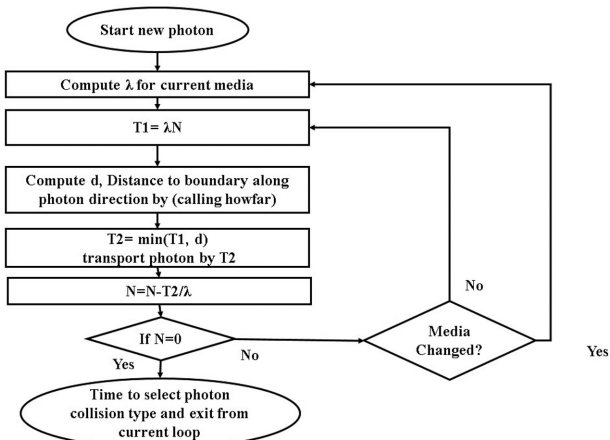 Start new photon
Compute λ for current media
T1= λN
Compute d, Distance to boundary along
photon direction by (calling howfar)
T2= min(T1, d)
transport photon by T2
N=N-T2/λ
If N=0
Yes
No
Media
Changed?
No
Yes
Time to select photon
collision type and exit from
current loop